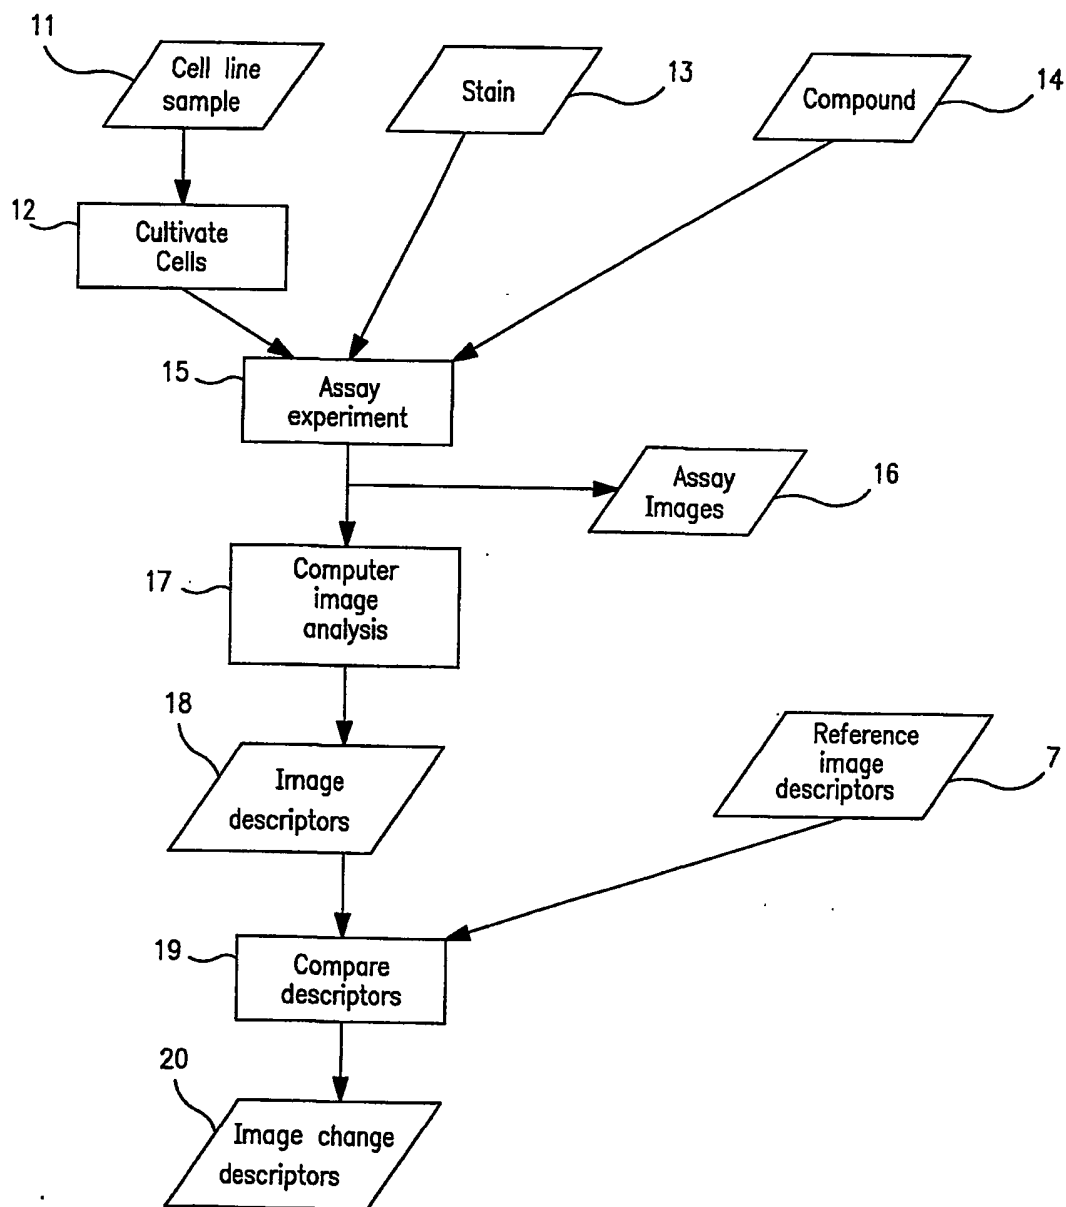 11
Cell line
sample
Stain
13
Compound
14
12
Cultivate
Cells
15
Assay
experiment
Assay
Images
16
17
Computer
image
analysis
18
Image
descriptors
Reference
image
descriptors
7
19
Compare
descriptors
20
Image change
descriptors